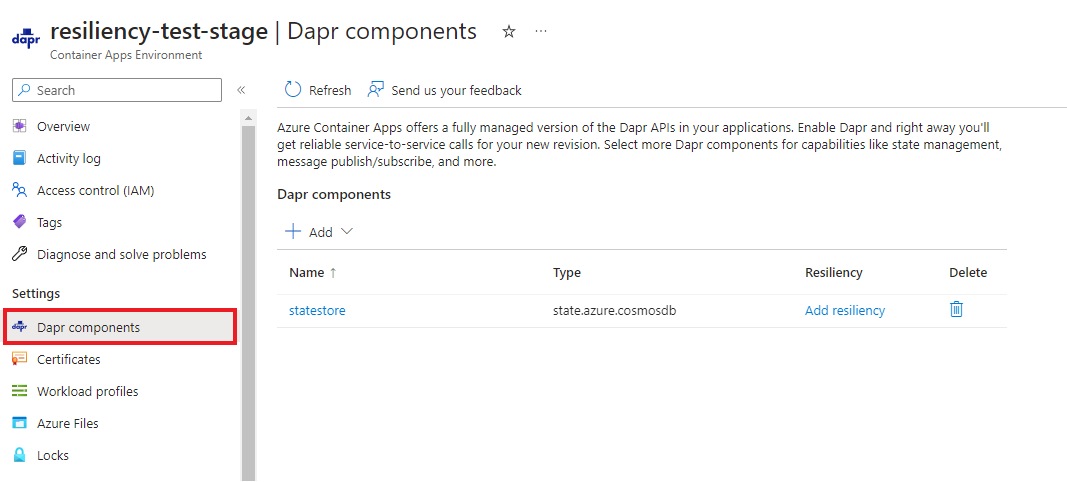 dapr
resiliency-test-stage | Dapr components
Container Apps Environment
Search
Overview
Activity log
Access control (IAM)
Tags
Diagnose and solve problems
Settings
dapr Dapr components
Certificates
Workload profiles
Azure Files
Locks
Refresh Send us your feedback
Azure Container Apps offers a fully managed version of the Dapr APIs in your applications. Enable Dapr and right away you'll
get reliable service-to-service calls for your new revision. Select more Dapr components for capabilities like state management,
message publish/subscribe, and more.
Dapr components
Add
Name ↑ Type Resiliency Delete
statestore state.azure.cosmosdb Add resiliency